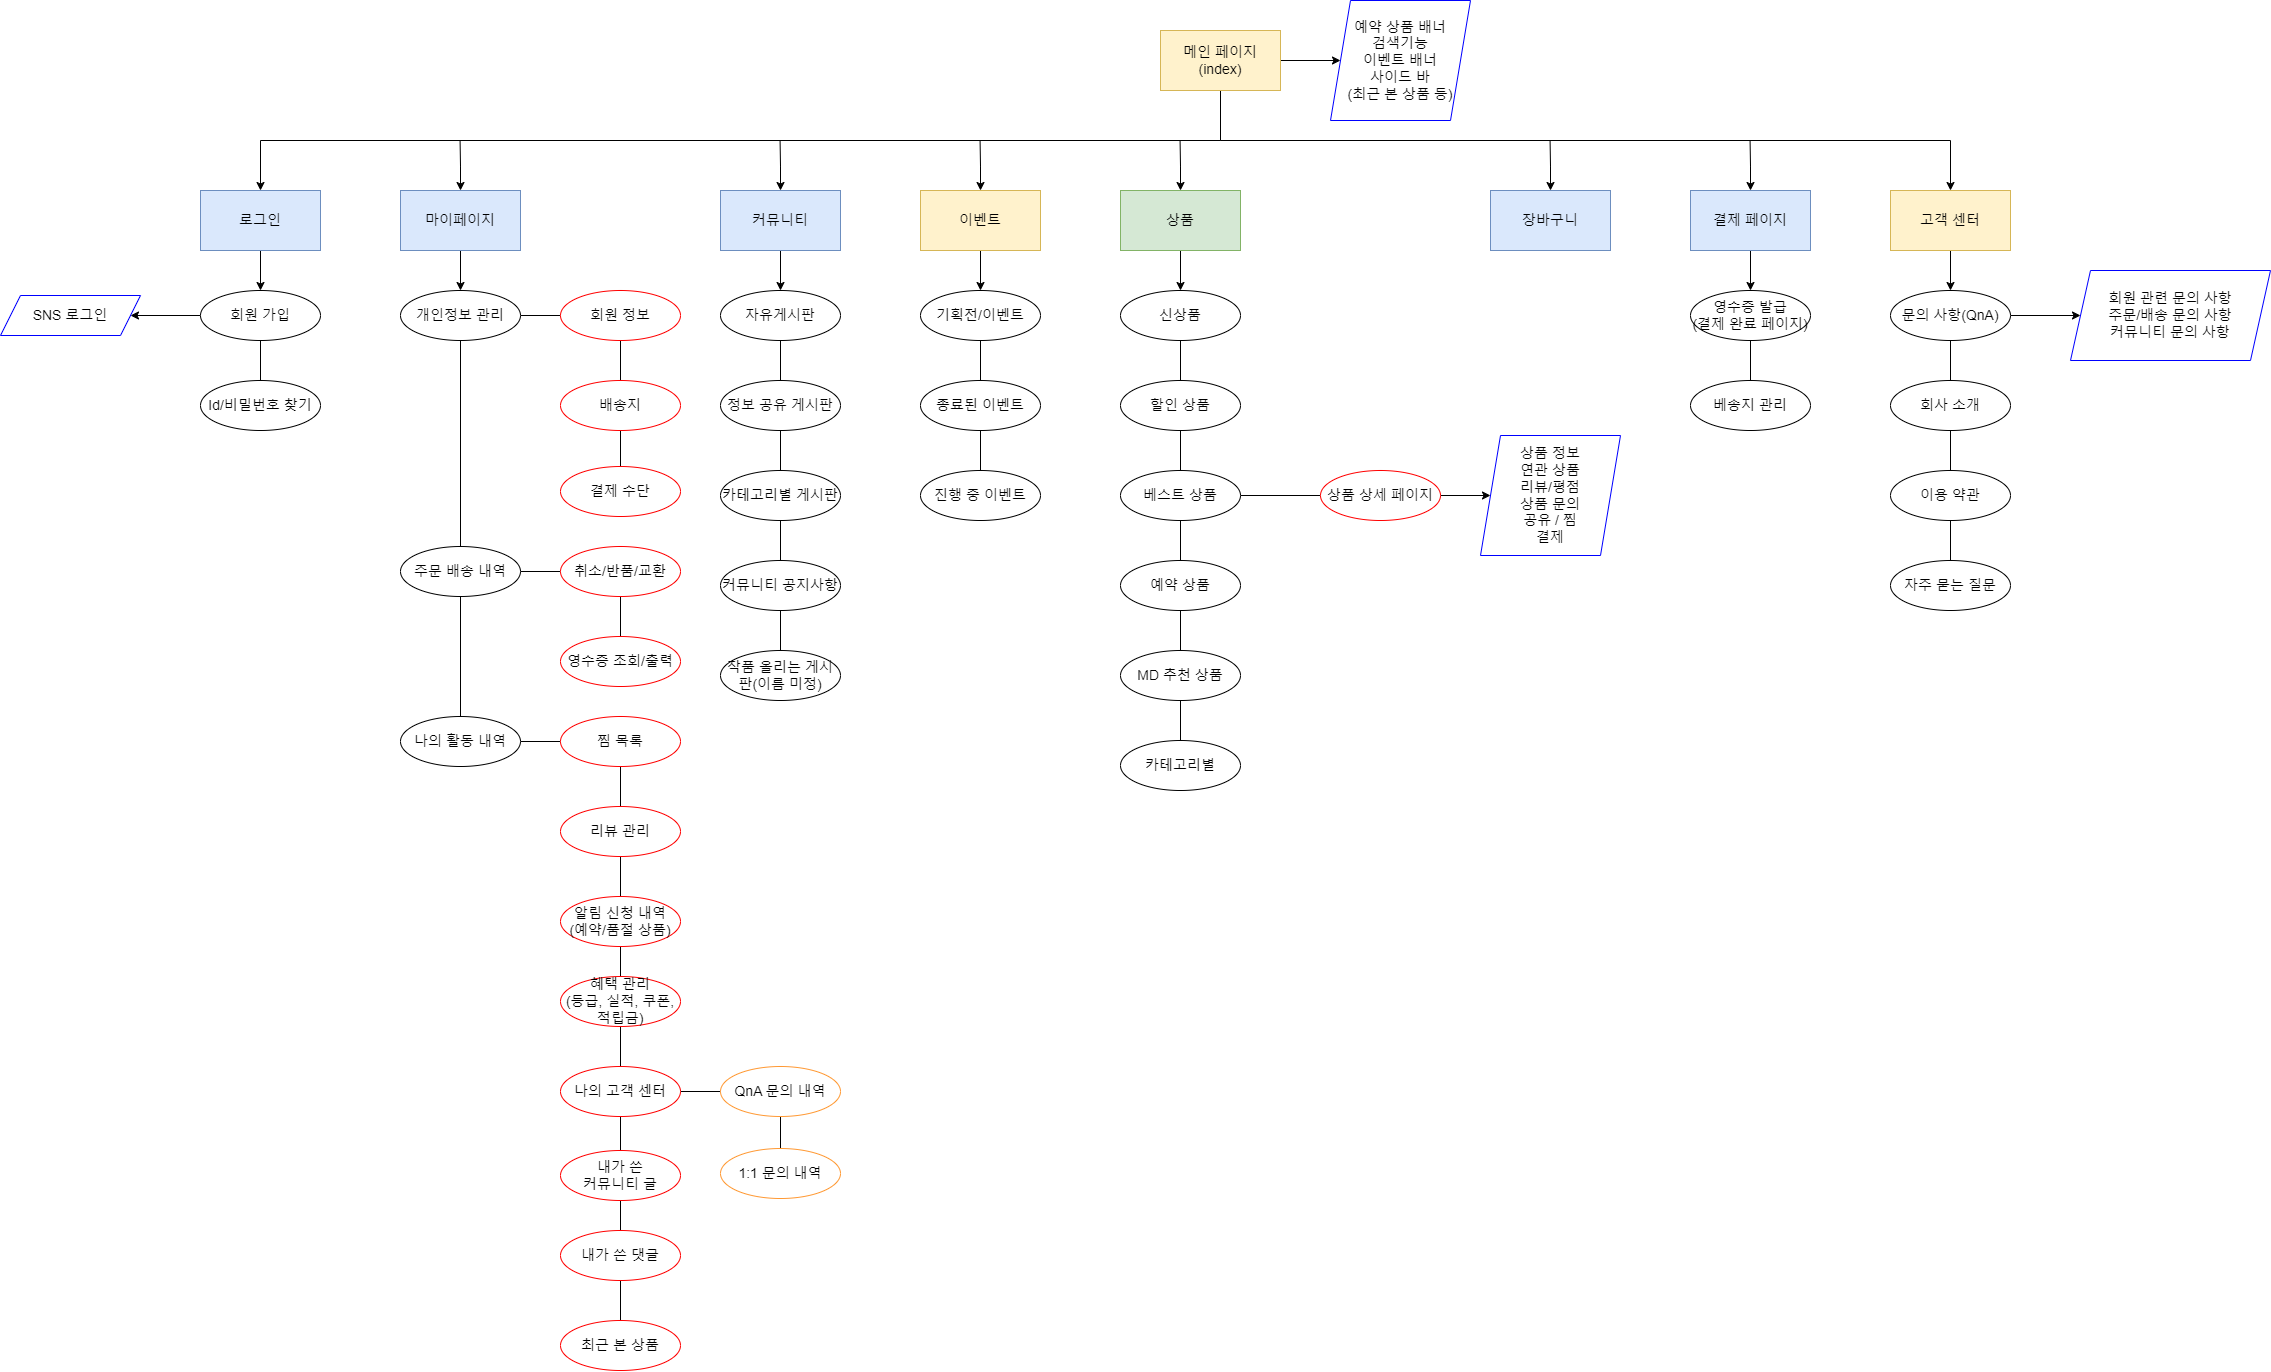 메인 페이지
(index)
예약 상품 배너
검색기능
이벤트 배너
사이드 바
(최근 본 상품 등)
로그인
마이페이지
커뮤니티
이벤트
상품
장바구니
결제 페이지
고객 센터
SNS 로그인
회원 가입
Id/비밀번호 찾기
개인정보 관리
회원 정보
배송지
결제 수단
주문 배송 내역
취소/반품/교환
영수증 조회/출력
나의 활동 내역
찜 목록
리뷰 관리
알림 신청 내역
(예약/품절 상품)
혜택 관리
(등급, 실적, 쿠폰,
적립금)
나의 고객 센터
QnA 문의 내역
1:1 문의 내역
내가 쓴
커뮤니티 글
내가 쓴 댓글
최근 본 상품
자유게시판
정보 공유 게시판
카테고리별 게시판
커뮤니티 공지사항
작품 올리는 게시
판(이름 미정)
기획전/이벤트
종료된 이벤트
진행 중 이벤트
신상품
할인 상품
베스트 상품
상품 상세 페이지
상품 정보
연관 상품
리뷰/평점
상품 문의
공유 / 찜
결제
예약 상품
MD 추천 상품
카테고리별
영수증 발급
(결제 완료 페이지)
베송지 관리
문의 사항(QnA)
회원 관련 문의 사항
주문/배송 문의 사항
커뮤니티 문의 사항
회사 소개
이용 약관
자주 묻는 질문